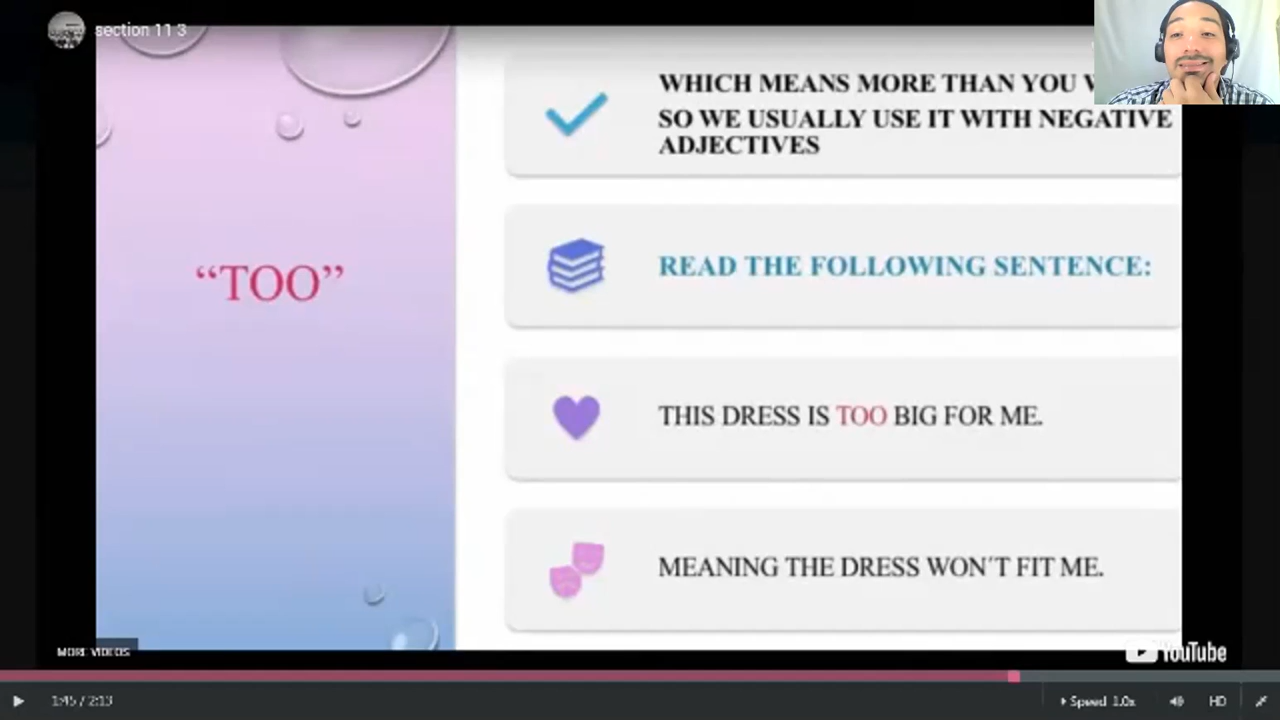 section 11 3
WHICH MEANS MORE THAN YOU
SO WE USUALLY USE IT WITH NEGATIVE
ADJECTIVES
“TOO”
READ THE FOLLOWING SENTENCE:
THIS DRESS IS TOO BIG FOR ME.
MEANING THE DRESS WON´T FIT ME.
MORE VIDEOS
YouTube
1:45 / 2:13
Speed 1.0x
HD